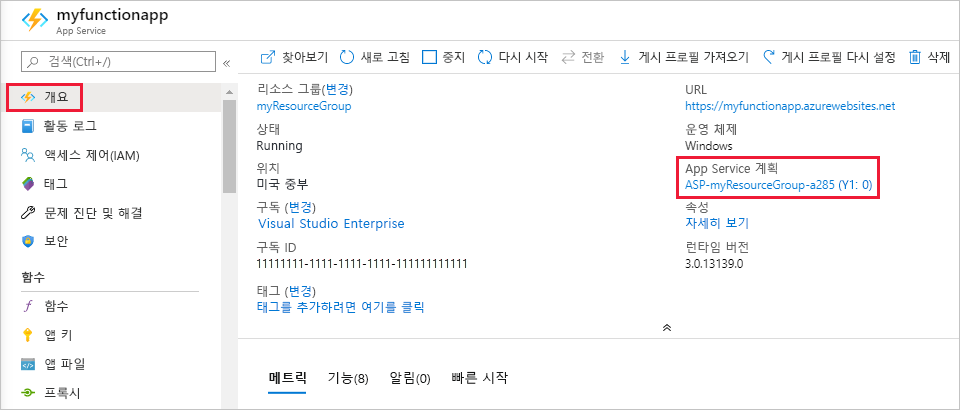 myfunctionapp
App Service
검색(Ctrl+/)
«
개요
활동 로그
액세스 제어(IAM)
태그
문제 진단 및 해결
보안
함수
함수
앱 키
앱 파일
프록시
찾아보기 새로 고침 중지 다시 시작 전환 게시 프로필 가져오기 게시 프로필 다시 설정 삭제
리소스 그룹(변경)
myResourceGroup
상태
Running
위치
미국 중부
구독 (변경)
Visual Studio Enterprise
구독 ID
11111111-1111-1111-1111-111111111111
태그 (변경)
태그를 추가하려면 여기를 클릭
URL
https://myfunctionapp.azurewebsites.net
운영 체제
Windows
App Service 계획
ASP-myResourceGroup-a285 (Y1: 0)
속성
자세히 보기
런타임 버전
3.0.13139.0
메트릭 기능(8) 알림(0) 빠른 시작